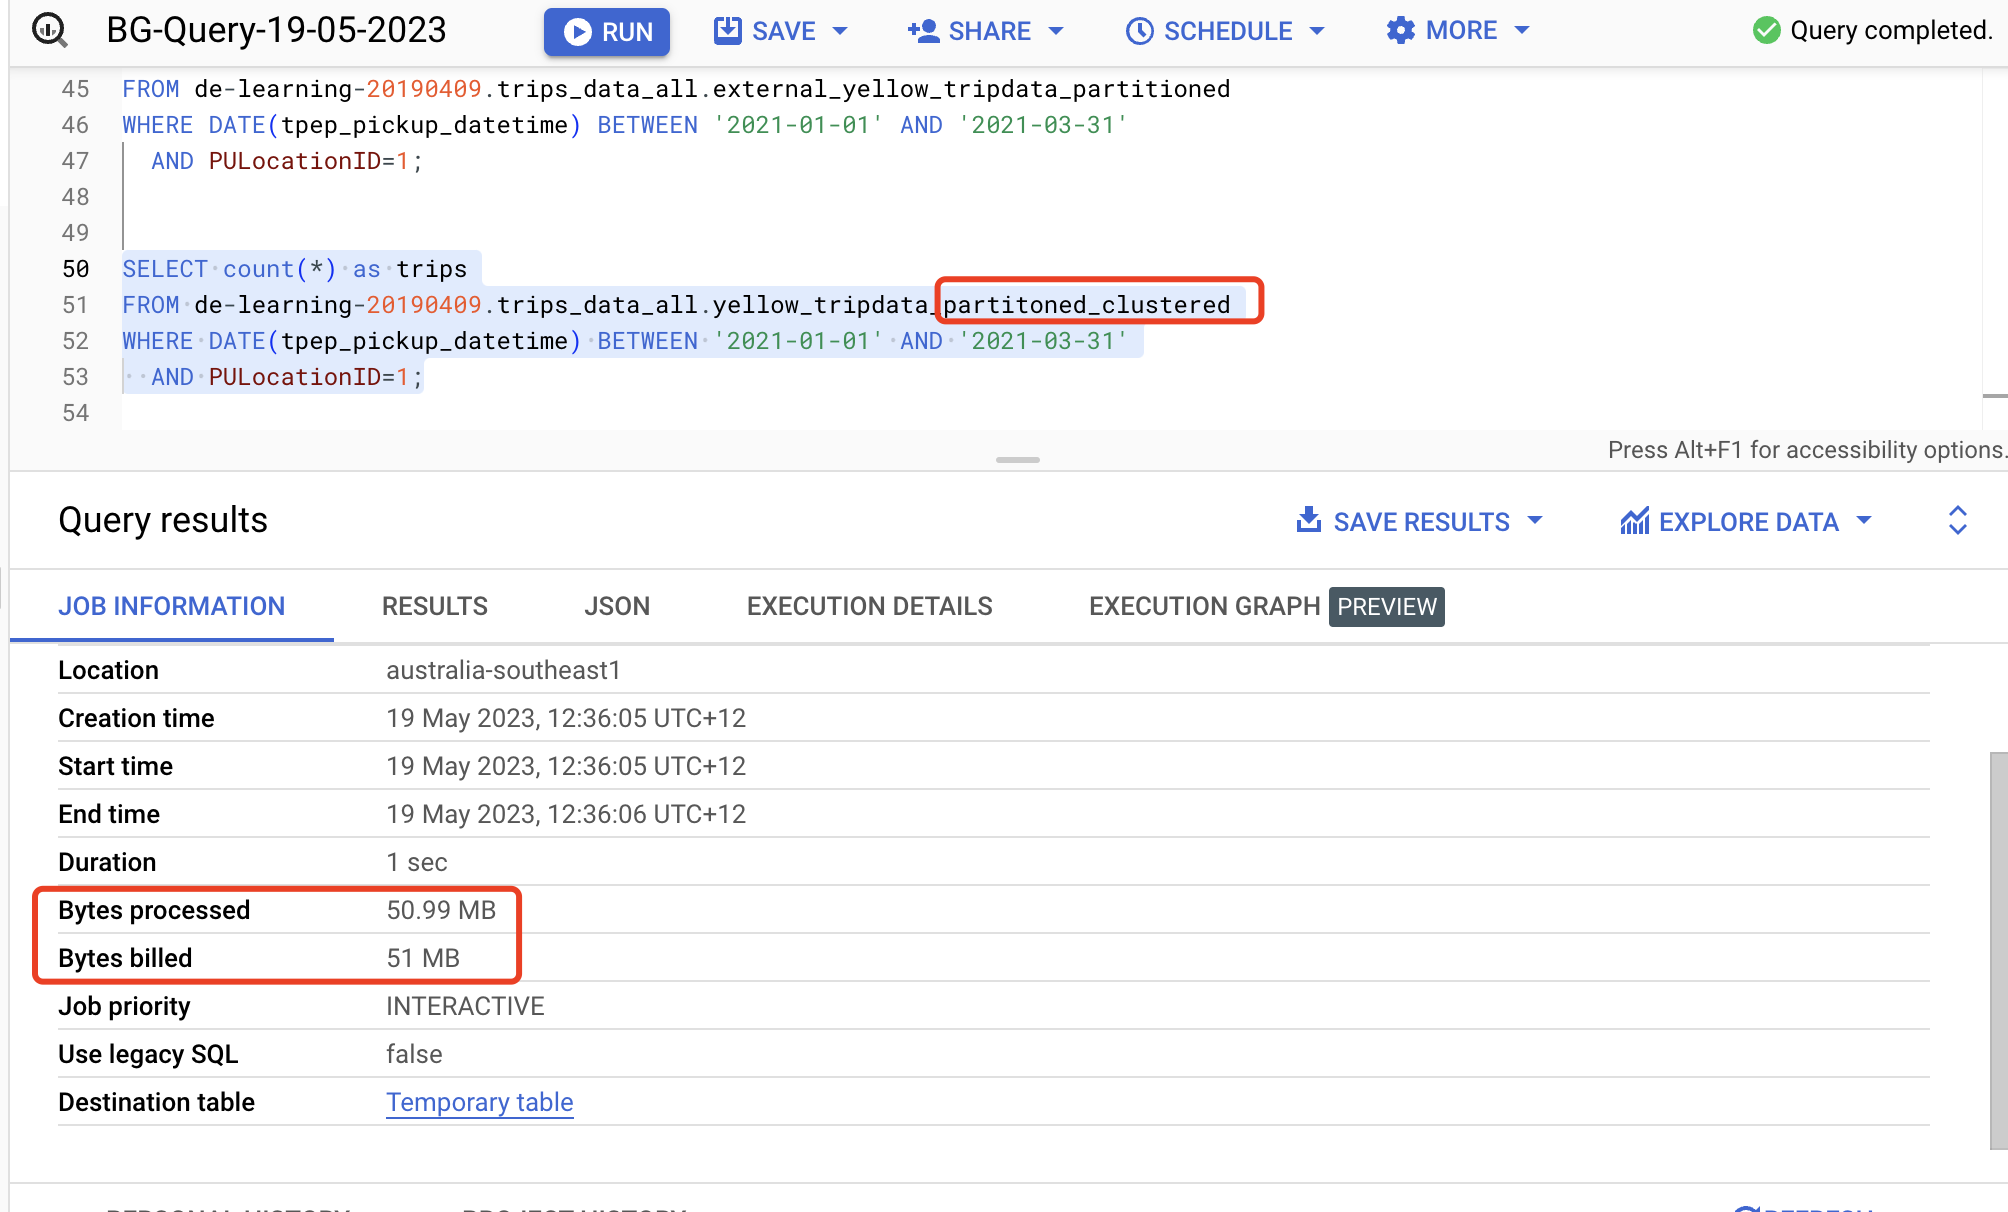 BG-Query-19-05-2023 RUN SAVE SHARE SCHEDULE MORE Query completed.
45 FROM de-learning-20190409.trips_data_all.external_yellow_tripdata_partitioned
46 WHERE DATE(tpep_pickup_datetime) BETWEEN '2021-01-01' AND '2021-03-31'
47 AND PULocationID=1;
48
49
50 SELECT count(*) as trips
51 FROM de-learning-20190409.trips_data_all.yellow_tripdata_partitoned_clustered
52 WHERE DATE(tpep_pickup_datetime) BETWEEN '2021-01-01' AND '2021-03-31'
53 AND PULocationID=1;
54
Press Alt+F1 for accessibility options.
Query results SAVE RESULTS EXPLORE DATA
JOB INFORMATION RESULTS JSON EXECUTION DETAILS EXECUTION GRAPH PREVIEW
Location australia-southeast1
Creation time 19 May 2023, 12:36:05 UTC+12
Start time 19 May 2023, 12:36:05 UTC+12
End time 19 May 2023, 12:36:06 UTC+12
Duration 1 sec
Bytes processed 50.99 MB
Bytes billed 51 MB
Job priority INTERACTIVE
Use legacy SQL false
Destination table Temporary table
PERSONAL HISTORY PROJECT HISTORY REFRESH